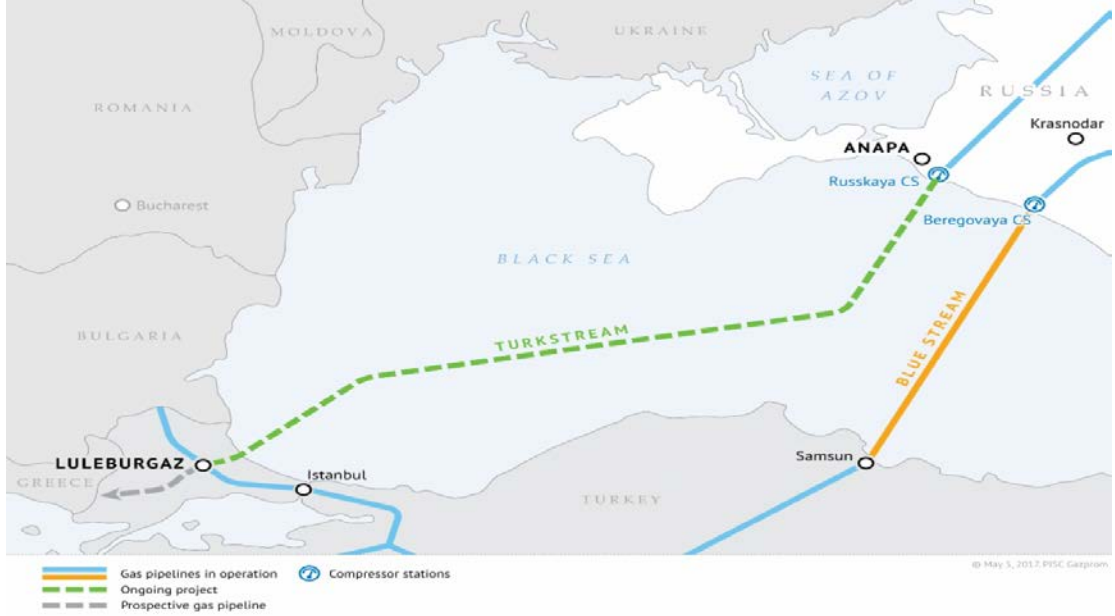 MOLDOVA
UKRAINE
SEA OF
AZOV
RUSSIA
ROMANIA
Krasnodar
ANAPA
Russkaya CS
Bucharest
Beregovaya CS
BLACK SEA
BULGARIA
TURKSTREAM
BLUE STREAM
LULEBURGAZ
Samsun
GREECE
Istanbul
TURKEY
Gas pipelines in operation
Compressor stations
Ongoing project
Prospective gas pipeline
© May 5, 2017, PJSC Gazprom